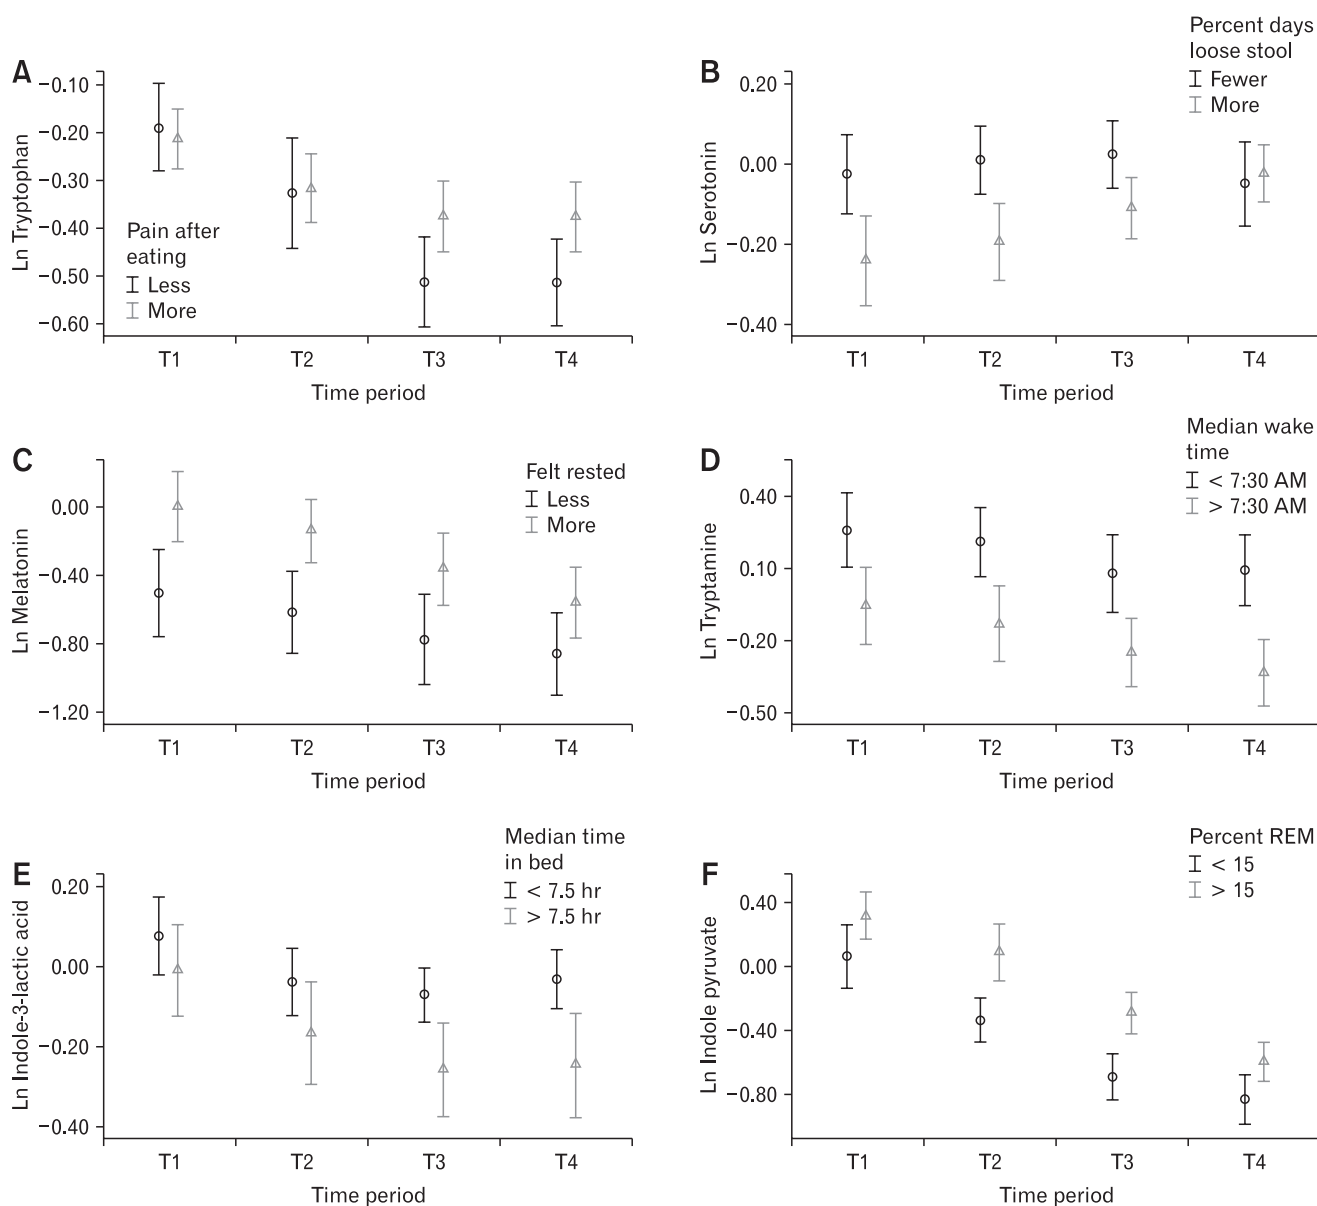 A
Ln Tryptophan
−0.10
−0.20
−0.30
−0.40
−0.50
−0.60
Pain after
eating
Less
More
T1 T2 T3 T4
Time period
B
Percent days
loose stool
Fewer
More
Ln Serotonin
0.20
0.00
−0.20
−0.40
T1 T2 T3 T4
Time period
C
Felt rested
Less
More
Ln Melatonin
0.00
−0.40
−0.80
−1.20
T1 T2 T3 T4
Time period
D
Median wake
time
< 7:30 AM
> 7:30 AM
Ln Tryptamine
0.40
0.10
−0.20
−0.50
T1 T2 T3 T4
Time period
E
Median time
in bed
< 7.5 hr
> 7.5 hr
Ln Indole-3-lactic acid
0.20
0.00
−0.20
−0.40
T1 T2 T3 T4
Time period
F
Percent REM
< 15
> 15
Ln Indole pyruvate
0.40
0.00
−0.40
−0.80
T1 T2 T3 T4
Time period